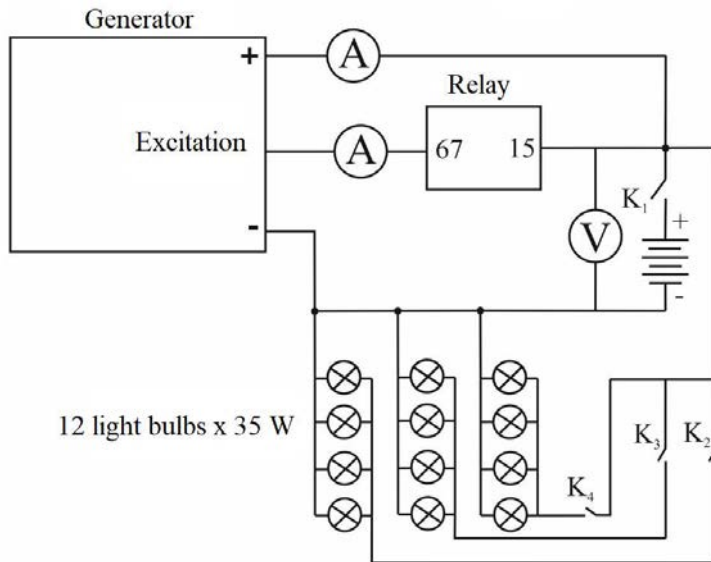 Generator
+
A
Relay
Excitation
A
67
15
K₁
+
-
V
-
12 light bulbs x 35 W
K₃
K₂
K₄